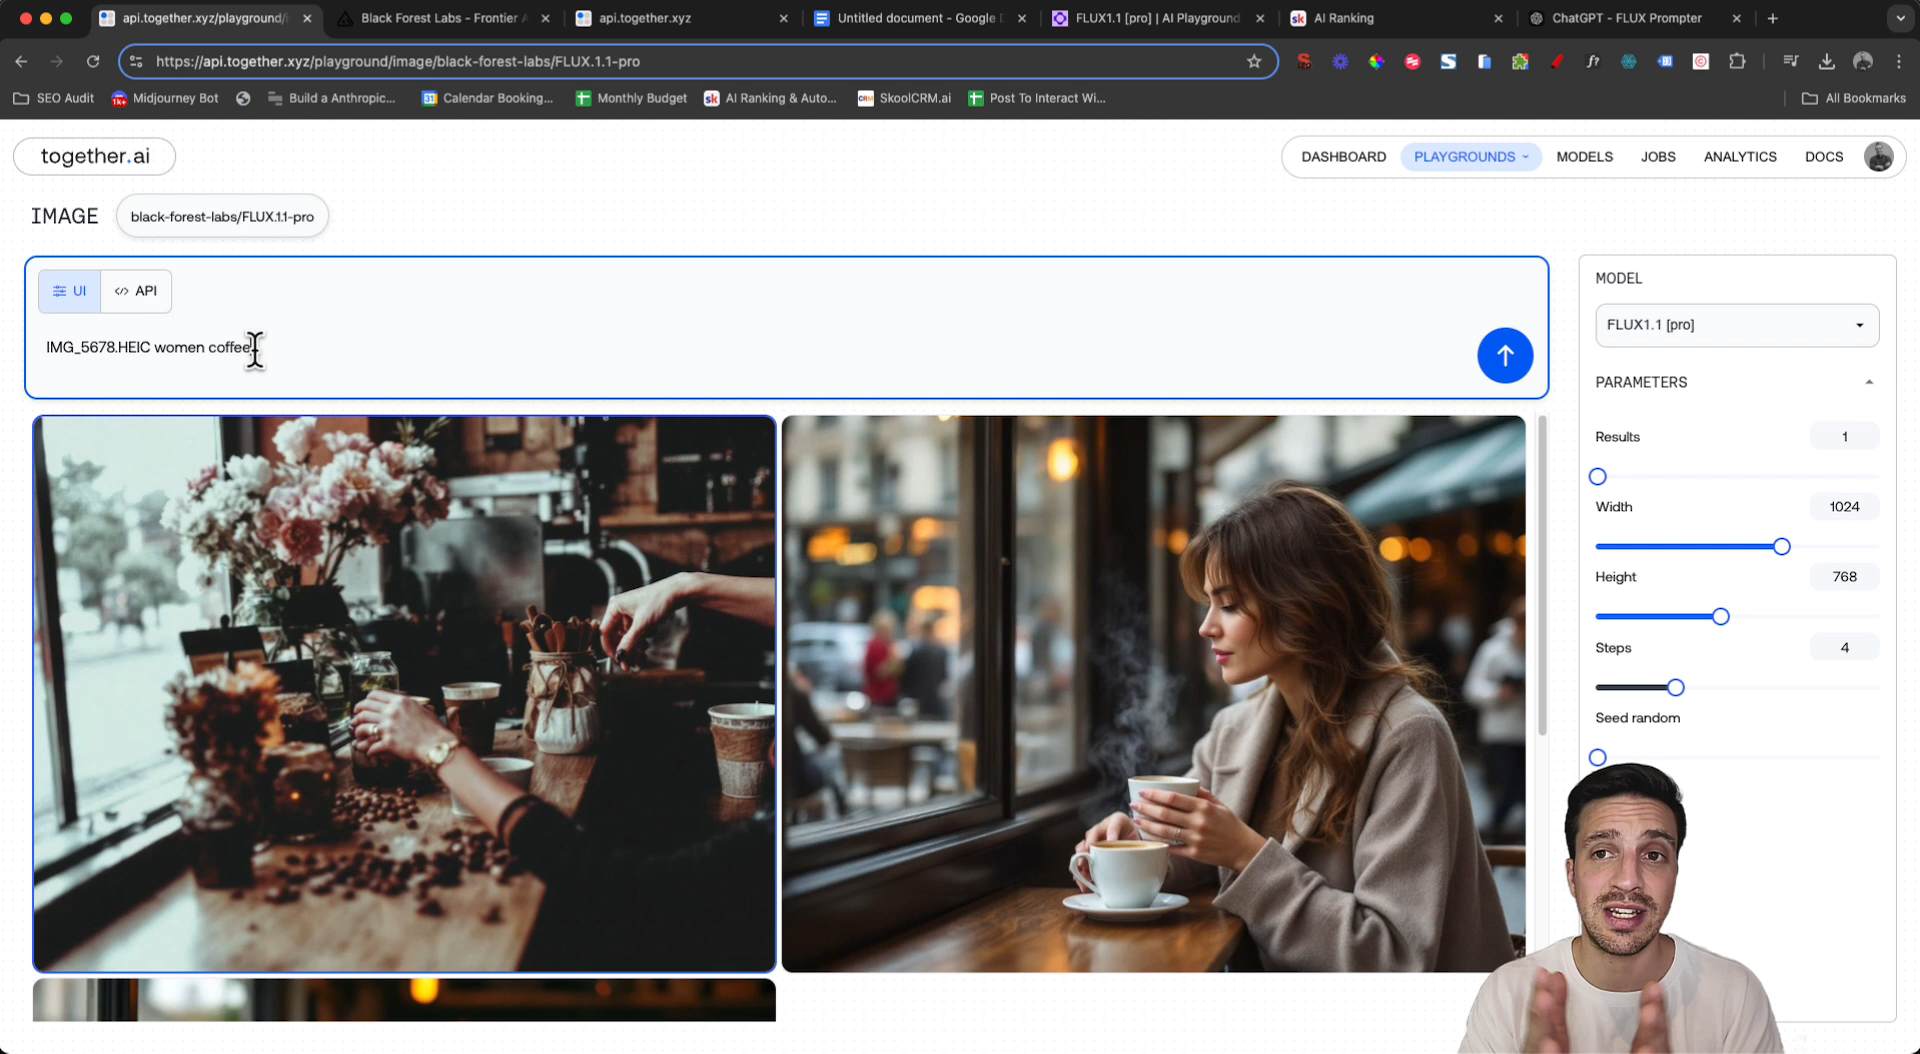 api.together.xyz/playground/i
Black Forest Labs - Frontier A
api.together.xyz
Untitled document - Google D
FLUX1.1 [pro] | AI Playground
AI Ranking
ChatGPT - FLUX Prompter
https://api.together.xyz/playground/image/black-forest-labs/FLUX.1.1-pro
SEO Audit
Midjourney Bot
Build a Anthropic...
Calendar Booking...
Monthly Budget
AI Ranking & Auto...
SkoolCRM.ai
Post To Interact Wi...
All Bookmarks
together.ai
DASHBOARD
PLAYGROUNDS
MODELS
JOBS
ANALYTICS
DOCS
IMAGE
black-forest-labs/FLUX.1.1-pro
UI
API
IMG_5678.HEIC women coffee
MODEL
FLUX1.1 [pro]
PARAMETERS
Results
1
Width
1024
Height
768
Steps
4
Seed random